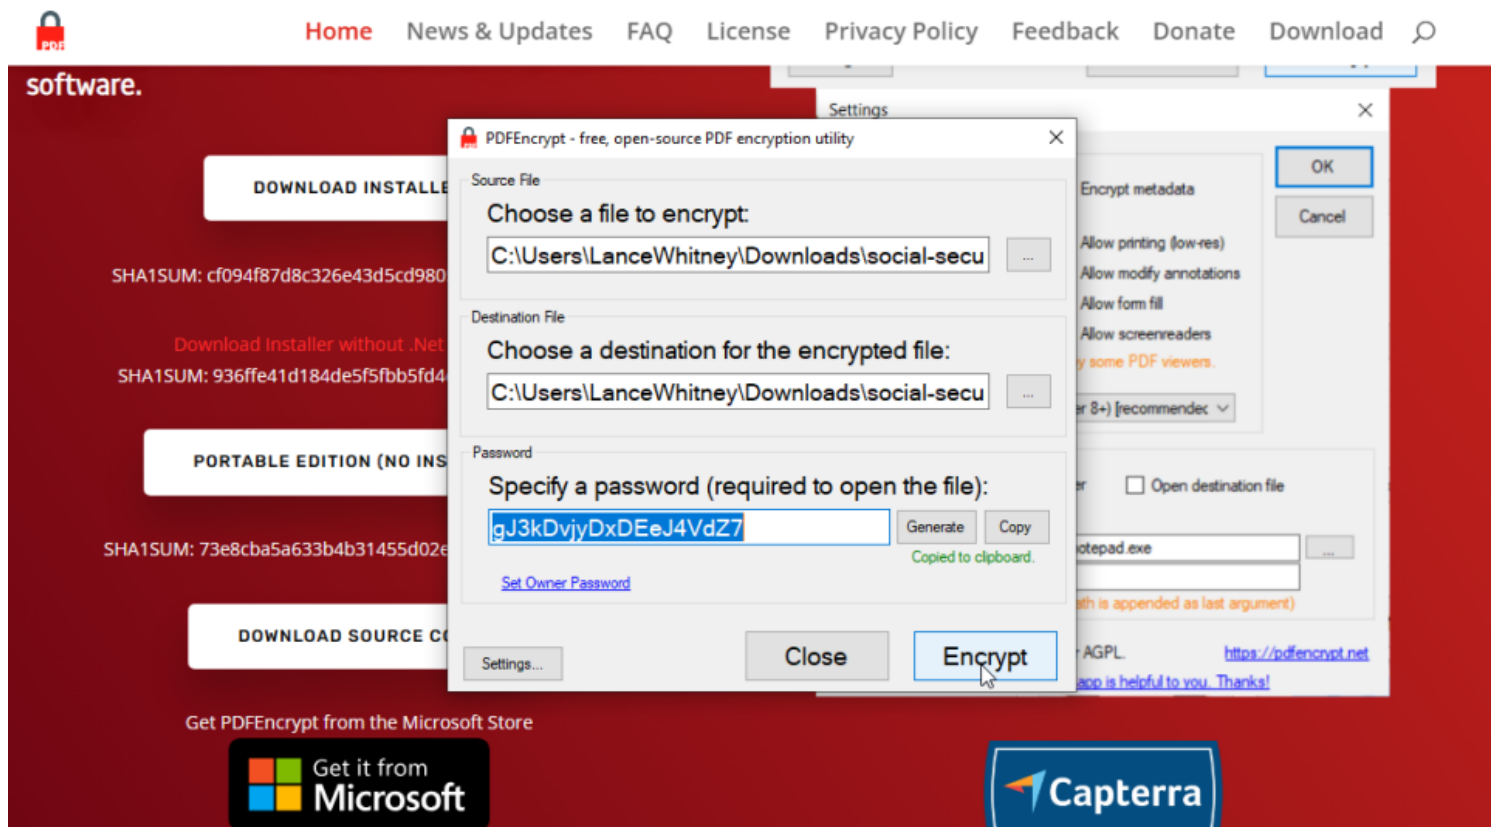 PDF
Home News & Updates FAQ License Privacy Policy Feedback Donate Download
software.
Settings
PDFEncrypt - free, open-source PDF encryption utility
DOWNLOAD INSTALLE
Source File
Choose a file to encrypt:
C:\Users\LanceWhitney\Downloads\social-secu
...
SHA1SUM: cf094f87d8c326e43d5cd980
Destination File
Download Installer without .Net
Choose a destination for the encrypted file:
SHA1SUM: 936ffe41d184de5f5fbb5fd4
C:\Users\LanceWhitney\Downloads\social-secu
...
PORTABLE EDITION (NO INS
Password
Specify a password (required to open the file):
gJ3kDvjyDxDEeJ4VdZ7
Generate
Copy
Copied to clipboard.
SHA1SUM: 73e8cba5a633b4b31455d02e
Set Owner Password
DOWNLOAD SOURCE CO
Settings...
Close
Encrypt
OK
Encrypt metadata
Cancel
Allow printing (low-res)
Allow modify annotations
Allow form fill
Allow screenreaders
y some PDF viewers.
er 8+) [recommended
er
Open destination file
otepad.exe
...
ath is appended as last argument)
AGPL.
https://pdfencrypt.net
app is helpful to you. Thanks!
Get PDFEncrypt from the Microsoft Store
Get it from
Microsoft
Capterra